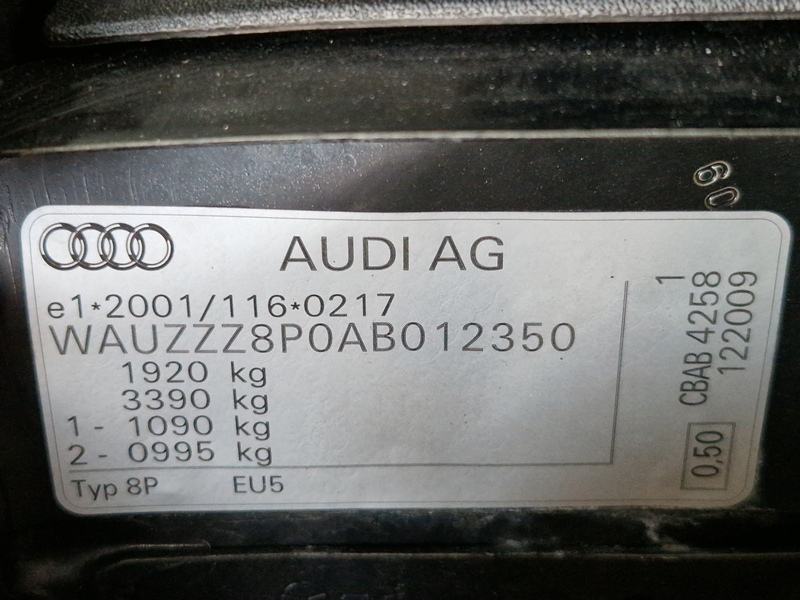 60
AUDI AG
e1*2001/116*0217
WAUZZZ8P0AB012350
1920 kg
3390 kg
1 - 1090 kg
2 - 0995 kg
Typ 8P EU5
1
CBAB 4258
122009
0,50